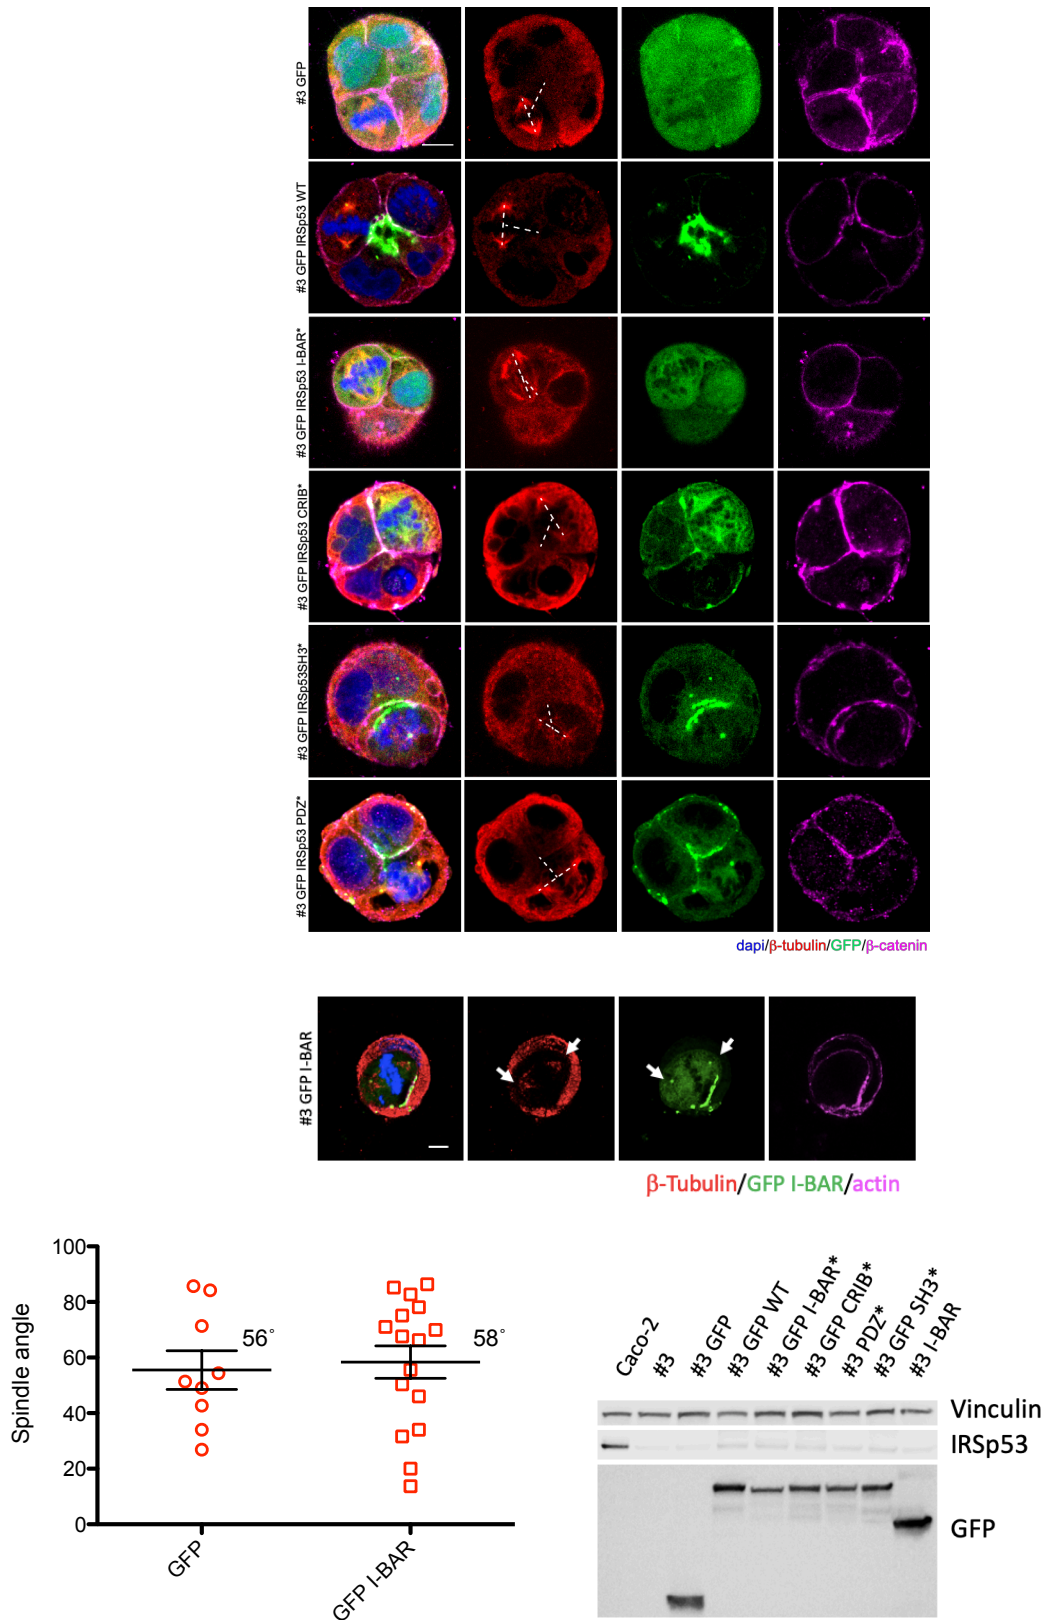 #3 GFP
#3 GFP IRSp53 WT
#3 GFP IRSp53 I-BAR*
#3 GFP IRSp53 CRIB*
#3 GFP IRSp53SH3*
#3 GFP IRSp53 PDZ*
dapi/β-tubulin/GFP/β-catenin
#3 GFP I-BAR
β-Tubulin/GFP I-BAR/actin
Spindle angle
100
80
60
40
20
0
56°
58°
GFP
GFP I-BAR
Caco-2
#3
#3 GFP
#3 GFP WT
#3 GFP I-BAR*
#3 GFP CRIB*
#3 PDZ*
#3 GFP SH3*
#3 I-BAR
Vinculin
IRSp53
GFP